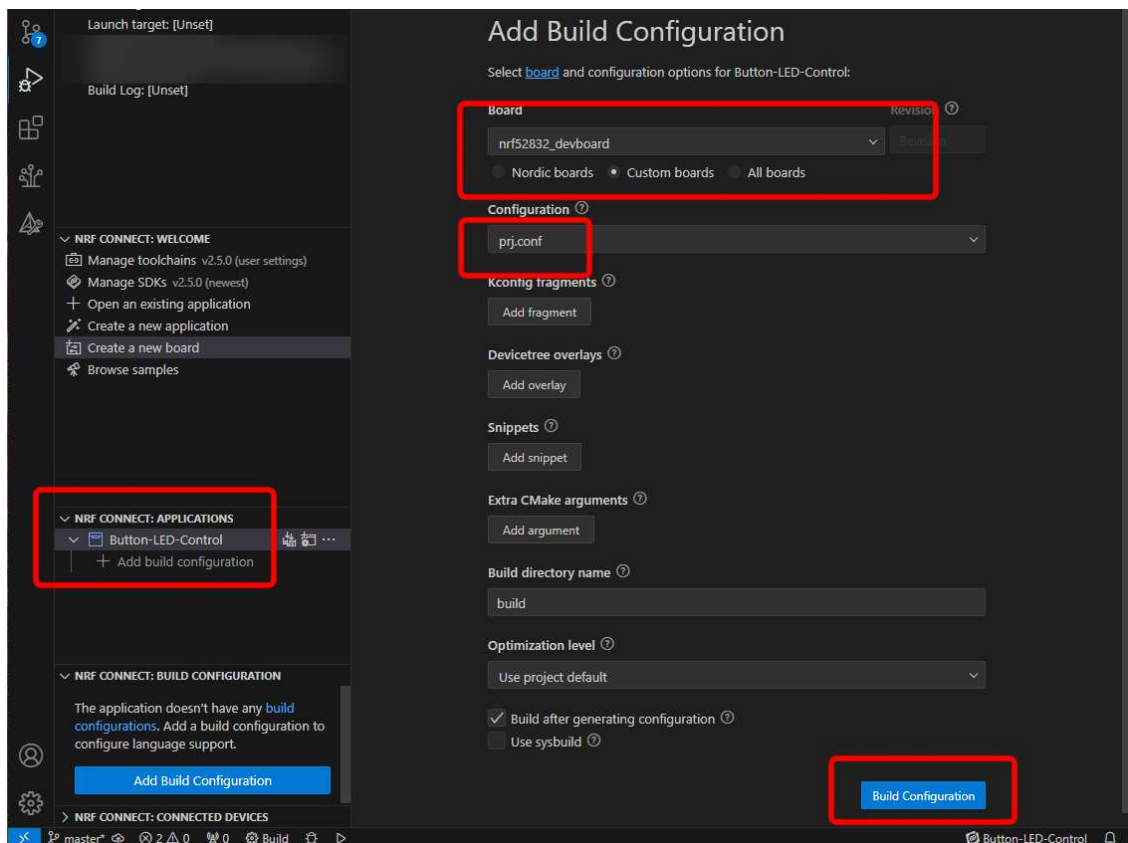 Launch target: [Unset]
7
Build Log: [Unset]
NRF CONNECT: WELCOME
Manage toolchains v2.5.0 (user settings)
Manage SDKs v2.5.0 (newest)
Open an existing application
Create a new application
Create a new board
Browse samples
NRF CONNECT: APPLICATIONS
Button-LED-Control
Add build configuration
NRF CONNECT: BUILD CONFIGURATION
The application doesn't have any build
configurations. Add a build configuration to
configure language support.
Add Build Configuration
NRF CONNECT: CONNECTED DEVICES
Add Build Configuration
Select board and configuration options for Button-LED-Control:
Board Revision
nrf52832_devboard Revision
Nordic boards Custom boards All boards
Configuration
prj.conf
Kconfig fragments
Add fragment
Devicetree overlays
Add overlay
Snippets
Add snippet
Extra CMake arguments
Add argument
Build directory name
build
Optimization level
Use project default
Build after generating configuration
Use sysbuild
Build Configuration
master* 2 0 0 Build Button-LED-Control